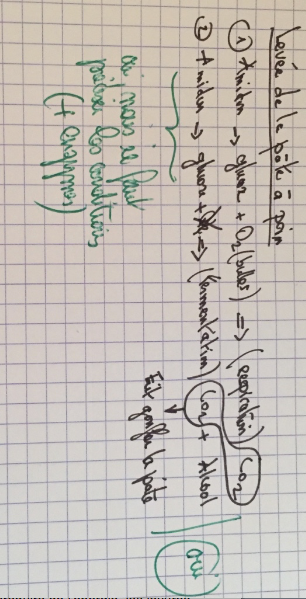 Levée de la pâte à pain
① Amidon → glucose + O₂ (bulles) => (respiration) CO₂
② Amidon → glucose + => (fermentation) CO₂ + Alcool
Fait gonfler la pâte
oui mais il faut
préciser les conditions
(+ enzymes)
oui